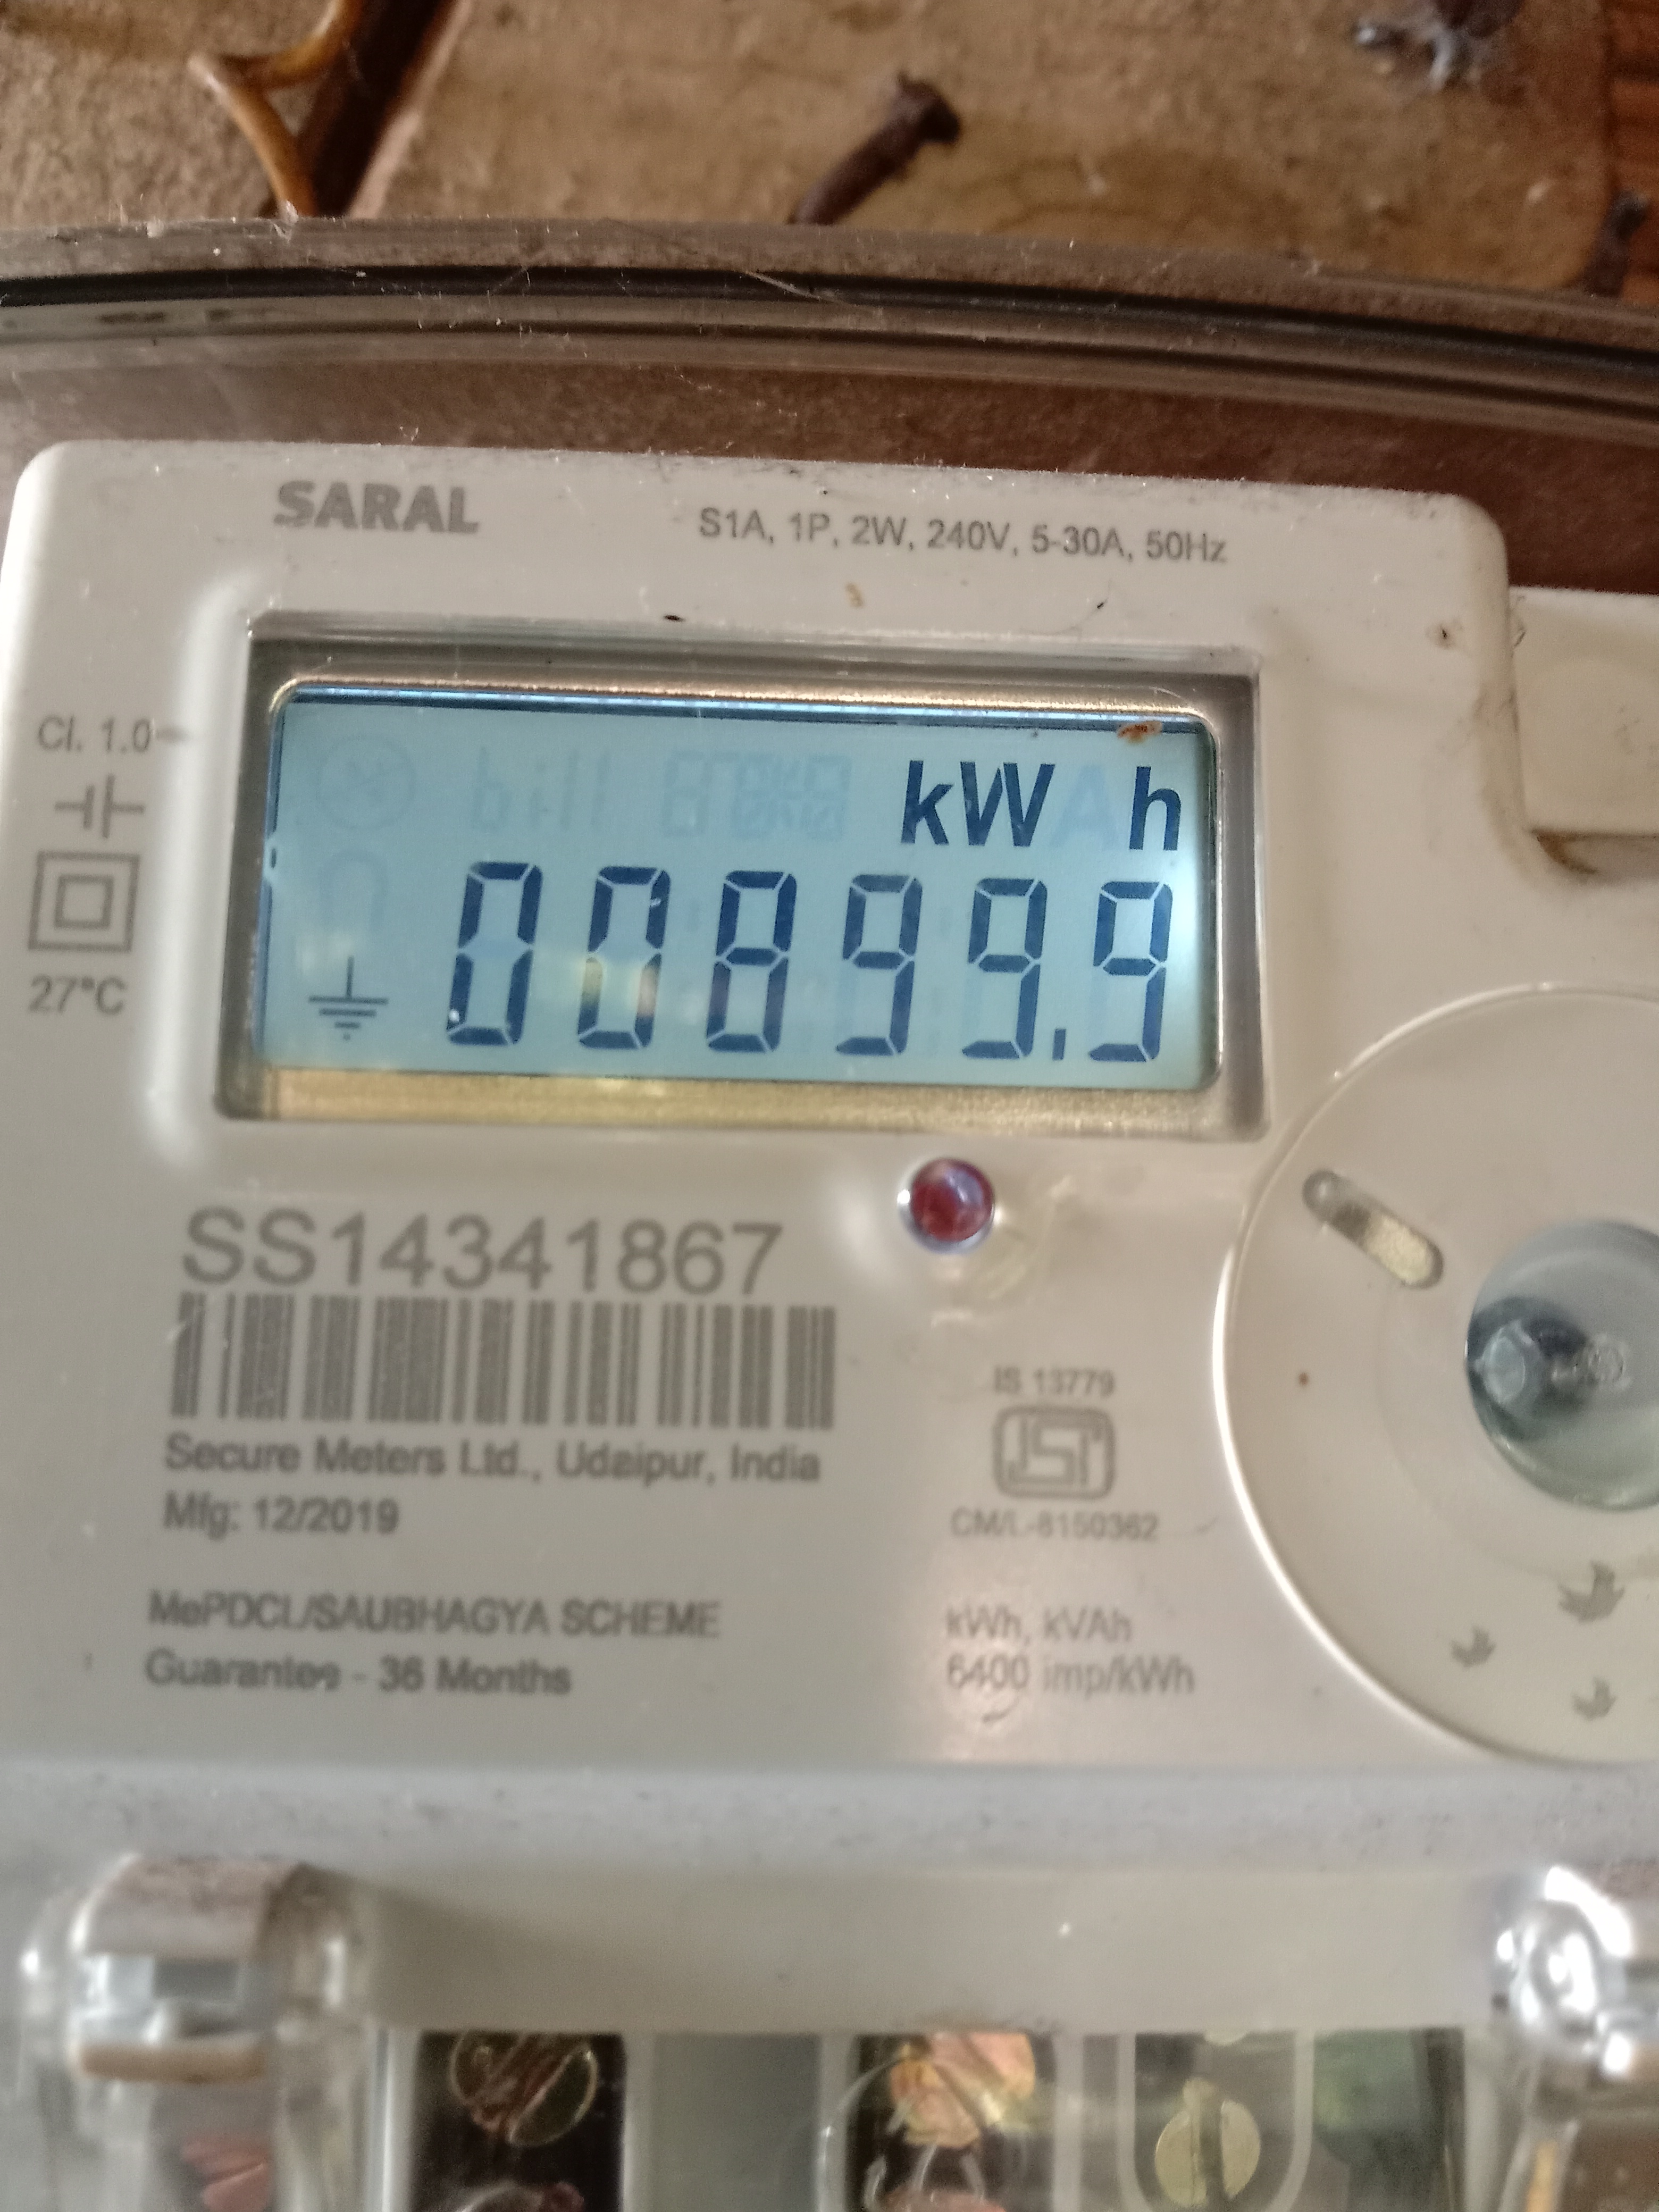 SARAL
S1A, 1P, 2W, 240V, 5-30A, 50Hz
Cl. 1.0
27°C
kWh
00899.9
SS14341867
Secure Meters Ltd., Udaipur, India
Mfg: 12/2019
MePDCL/SAUBHAGYA SCHEME
Guarantee - 36 Months
IS 13779
ISI
CM/L-8150362
kWh, kVAh
6400 imp/kWh